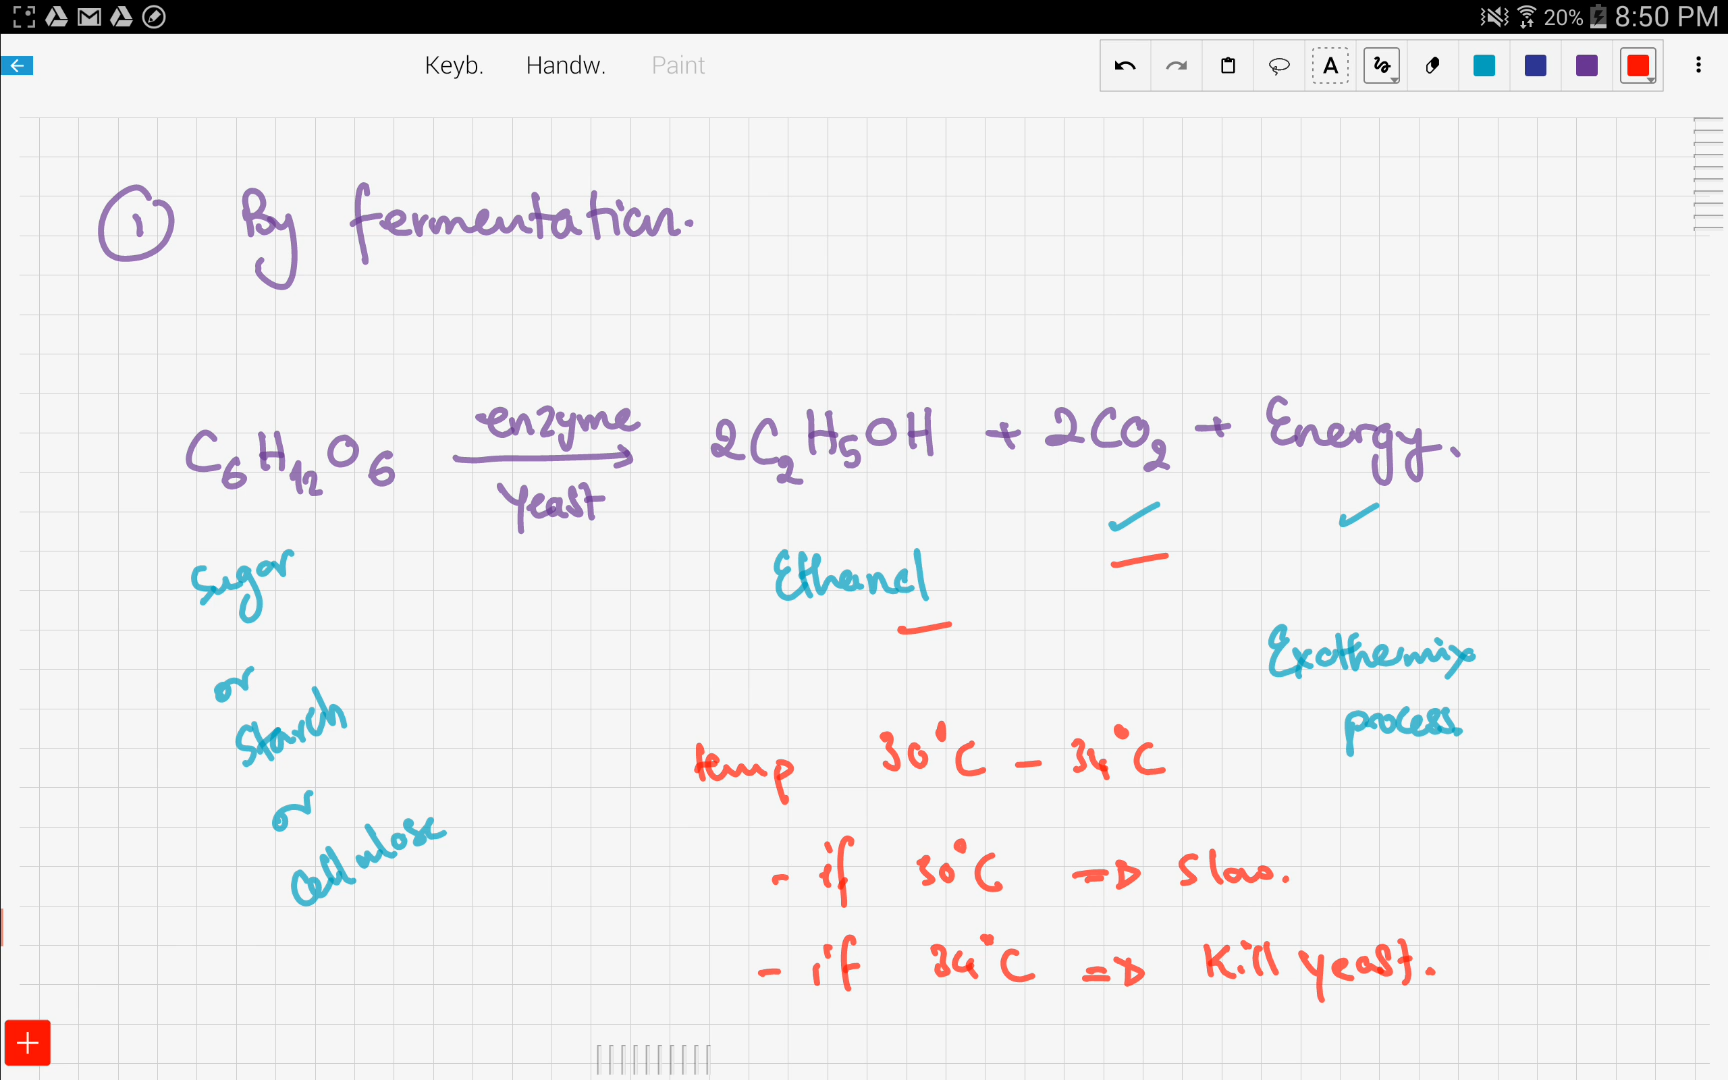 20% 8:50 PM
Keyb. Handw. Paint A
① By fermentation.
C₆H₁₂O₆ enzyme yeast 2C₂H₅OH + 2CO₂ + Energy.
Sugar
or
starch
or
cellulose
Ethanol
Exothemic
process
temp 30°C – 34°C
- if 30°C ⇒ slow.
- if 34°C ⇒ Kill yeast.